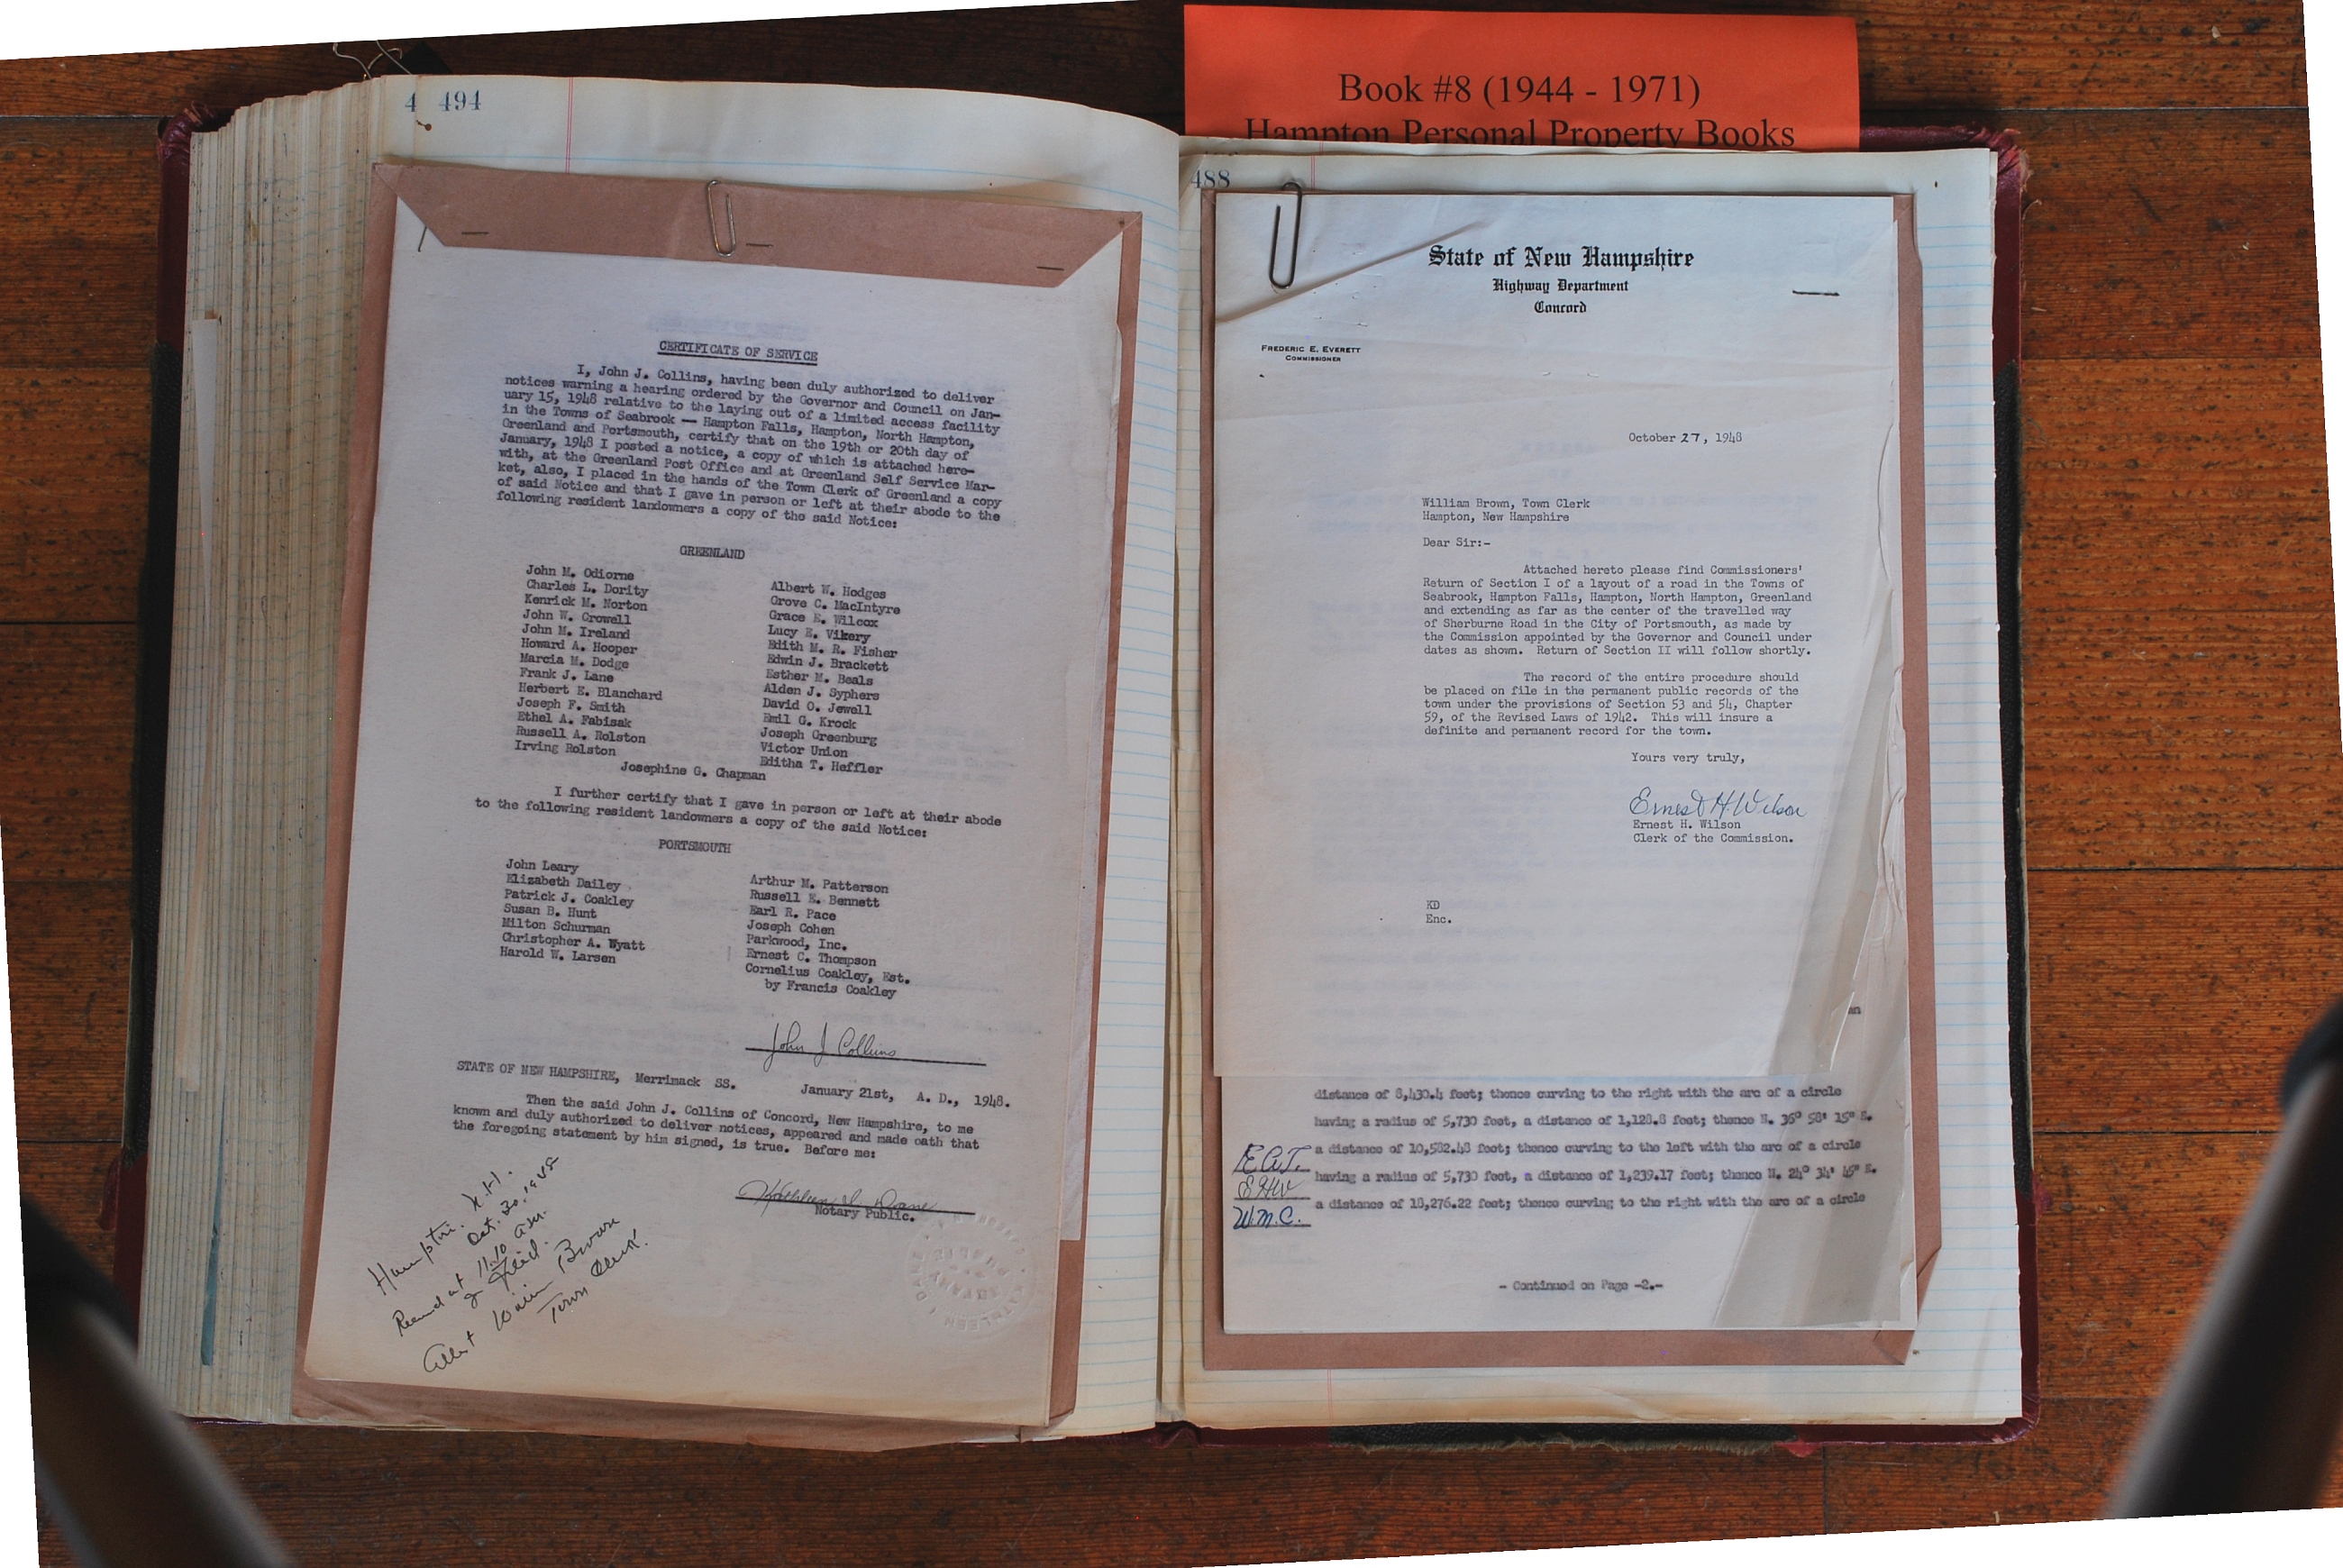 Book #8 (1944 - 1971)
Hampton Personal Property Books
4 494
CERTIFICATE OF SERVICE
I, John J. Collins, having been duly authorized to deliver
notices warning a hearing ordered by the Governor and Council on Jan-
uary 15, 1948 relative to the laying out of a limited access facility
in the Towns of Seabrook — Hampton Falls, Hampton, North Hampton,
Greenland and Portsmouth, certify that on the 19th or 20th day of
January, 1948 I posted a notice, a copy of which is attached here-
with, at the Greenland Post Office and at Greenland Self Service Mar-
ket, also, I placed in the hands of the Town Clerk of Greenland a copy
of said Notice and that I gave in person or left at their abode to the
following resident landowners a copy of the said Notice:
GREENLAND
John M. Odiorne
Charles L. Dority
Kenrick M. Norton
John W. Crowell
John M. Ireland
Howard A. Hooper
Marcia M. Dodge
Frank J. Lane
Herbert E. Blanchard
Joseph F. Smith
Ethel A. Fabisak
Russell A. Rolston
Irving Rolston
Albert W. Hodges
Grove C. MacIntyre
Grace E. Wilcox
Lucy E. Vikery
Edith M. R. Fisher
Edwin J. Brackett
Esther M. Beals
Alden J. Syphers
David O. Jewell
Emil G. Krock
Joseph Greenburg
Victor Union
Editha T. Heffler
Josephine G. Chapman
I further certify that I gave in person or left at their abode
to the following resident landowners a copy of the said Notice:
PORTSMOUTH
John Leary
Elizabeth Dailey
Patrick J. Coakley
Susan B. Hunt
Milton Schurman
Christopher A. Wyatt
Harold W. Larsen
Arthur M. Patterson
Russell E. Bennett
Earl R. Pace
Joseph Cohen
Parkwood, Inc.
Ernest C. Thompson
Cornelius Coakley, Est.
by Francis Coakley
John J Collins
STATE OF NEW HAMPSHIRE, Merrimack SS. January 21st, A. D., 1948.
Then the said John J. Collins of Concord, New Hampshire, to me
known and duly authorized to deliver notices, appeared and made oath that
the foregoing statement by him signed, is true. Before me:
Kathleen Doane
Notary Public.
Hampton. N.H.
Oct. 30, 1948
Received at 11.10 A.M.
& Filed.
Attest William Brown
Town Clerk.
488
State of New Hampshire
Highway Department
Concord
FREDERIC E. EVERETT
COMMISSIONER
October 27, 1948
William Brown, Town Clerk
Hampton, New Hampshire
Dear Sir:-
Attached hereto please find Commissioners'
Return of Section I of a layout of a road in the Towns of
Seabrook, Hampton Falls, Hampton, North Hampton, Greenland
and extending as far as the center of the travelled way
of Sherburne Road in the City of Portsmouth, as made by
the Commission appointed by the Governor and Council under
dates as shown. Return of Section II will follow shortly.
The record of the entire procedure should
be placed on file in the permanent public records of the
town under the provisions of Section 53 and 54, Chapter
59, of the Revised Laws of 1942. This will insure a
definite and permanent record for the town.
Yours very truly,
Ernest H. Wilson
Ernest H. Wilson
Clerk of the Commission.
KD
Enc.
an
distance of 8,430.4 feet; thence curving to the right with the arc of a circle
having a radius of 5,730 feet, a distance of 1,128.8 feet; thence N. 36° 58' 15" E.
a distance of 10,582.48 feet; thence curving to the left with the arc of a circle
having a radius of 5,730 feet, a distance of 1,239.17 feet; thence N. 24° 34' 49" E.
a distance of 18,276.22 feet; thence curving to the right with the arc of a circle
E.H.W.
W.M.C.
- Continued on Page -2.-